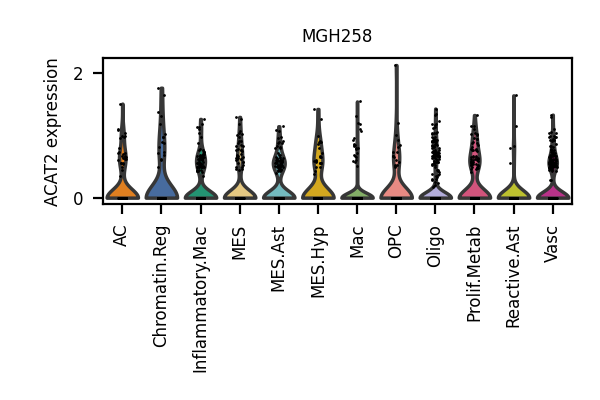 MGH258
ACAT2 expression
2
0
AC
Chromatin.Reg
Inflammatory.Mac
MES
MES.Ast
MES.Hyp
Mac
OPC
Oligo
Prolif.Metab
Reactive.Ast
Vasc